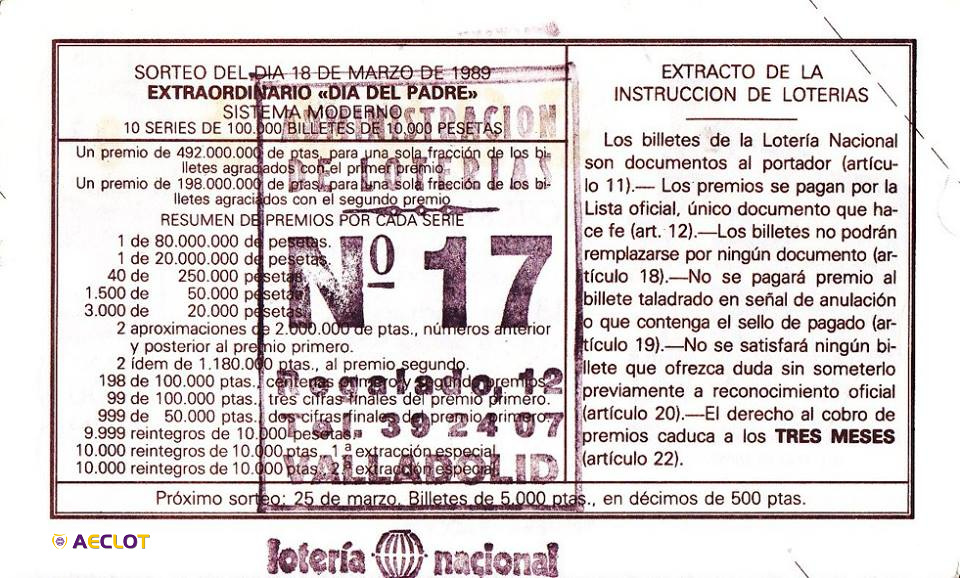 SORTEO DEL DIA 18 DE MARZO DE 1989
EXTRAORDINARIO «DIA DEL PADRE»
SISTEMA MODERNO
10 SERIES DE 100.000 BILLETES DE 10.000 PESETAS
Un premio de 492.000.000 de ptas. para una sola fracción de los bi-
lletes agraciados con el primer premio
Un premio de 198.000.000 de ptas. para una sola fracción de los bi-
lletes agraciados con el segundo premio
RESUMEN DE PREMIOS POR CADA SERIE
1 de 80.000.000 de pesetas.
1 de 20.000.000 de pesetas.
40 de 250.000 pesetas.
1.500 de 50.000 pesetas.
3.000 de 20.000 pesetas.
2 aproximaciones de 2.000.000 de ptas., números anterior
y posterior al premio primero.
2 ídem de 1.180.000 ptas., al premio segundo.
198 de 100.000 ptas., centenas primero y segundo premios.
99 de 100.000 ptas., tres cifras finales del premio primero.
999 de 50.000 ptas., dos cifras finales del premio primero
9.999 reintegros de 10.000 pesetas.
10.000 reintegros de 10.000 ptas., 1ª extracción especial.
10.000 reintegros de 10.000 ptas., 2ª extracción especial.
EXTRACTO DE LA
INSTRUCCION DE LOTERIAS
Los billetes de la Lotería Nacional
son documentos al portador (artícu-
lo 11).— Los premios se pagan por la
Lista oficial, único documento que ha-
ce fe (art. 12).—Los billetes no podrán
remplazarse por ningún documento (ar-
tículo 18).—No se pagará premio al
billete taladrado en señal de anulación
o que contenga el sello de pagado (ar-
tículo 19).—No se satisfará ningún bi-
llete que ofrezca duda sin someterlo
previamente a reconocimiento oficial
(artículo 20).—El derecho al cobro de
premios caduca a los TRES MESES
(artículo 22).
Próximo sorteo: 25 de marzo. Billetes de 5.000 ptas., en décimos de 500 ptas.
ADMINISTRACION
DE LOTERIAS
Nº 17
Regalado, 12
Tel. 39 24 07
VALLADOLID
lotería nacional
AECLOT